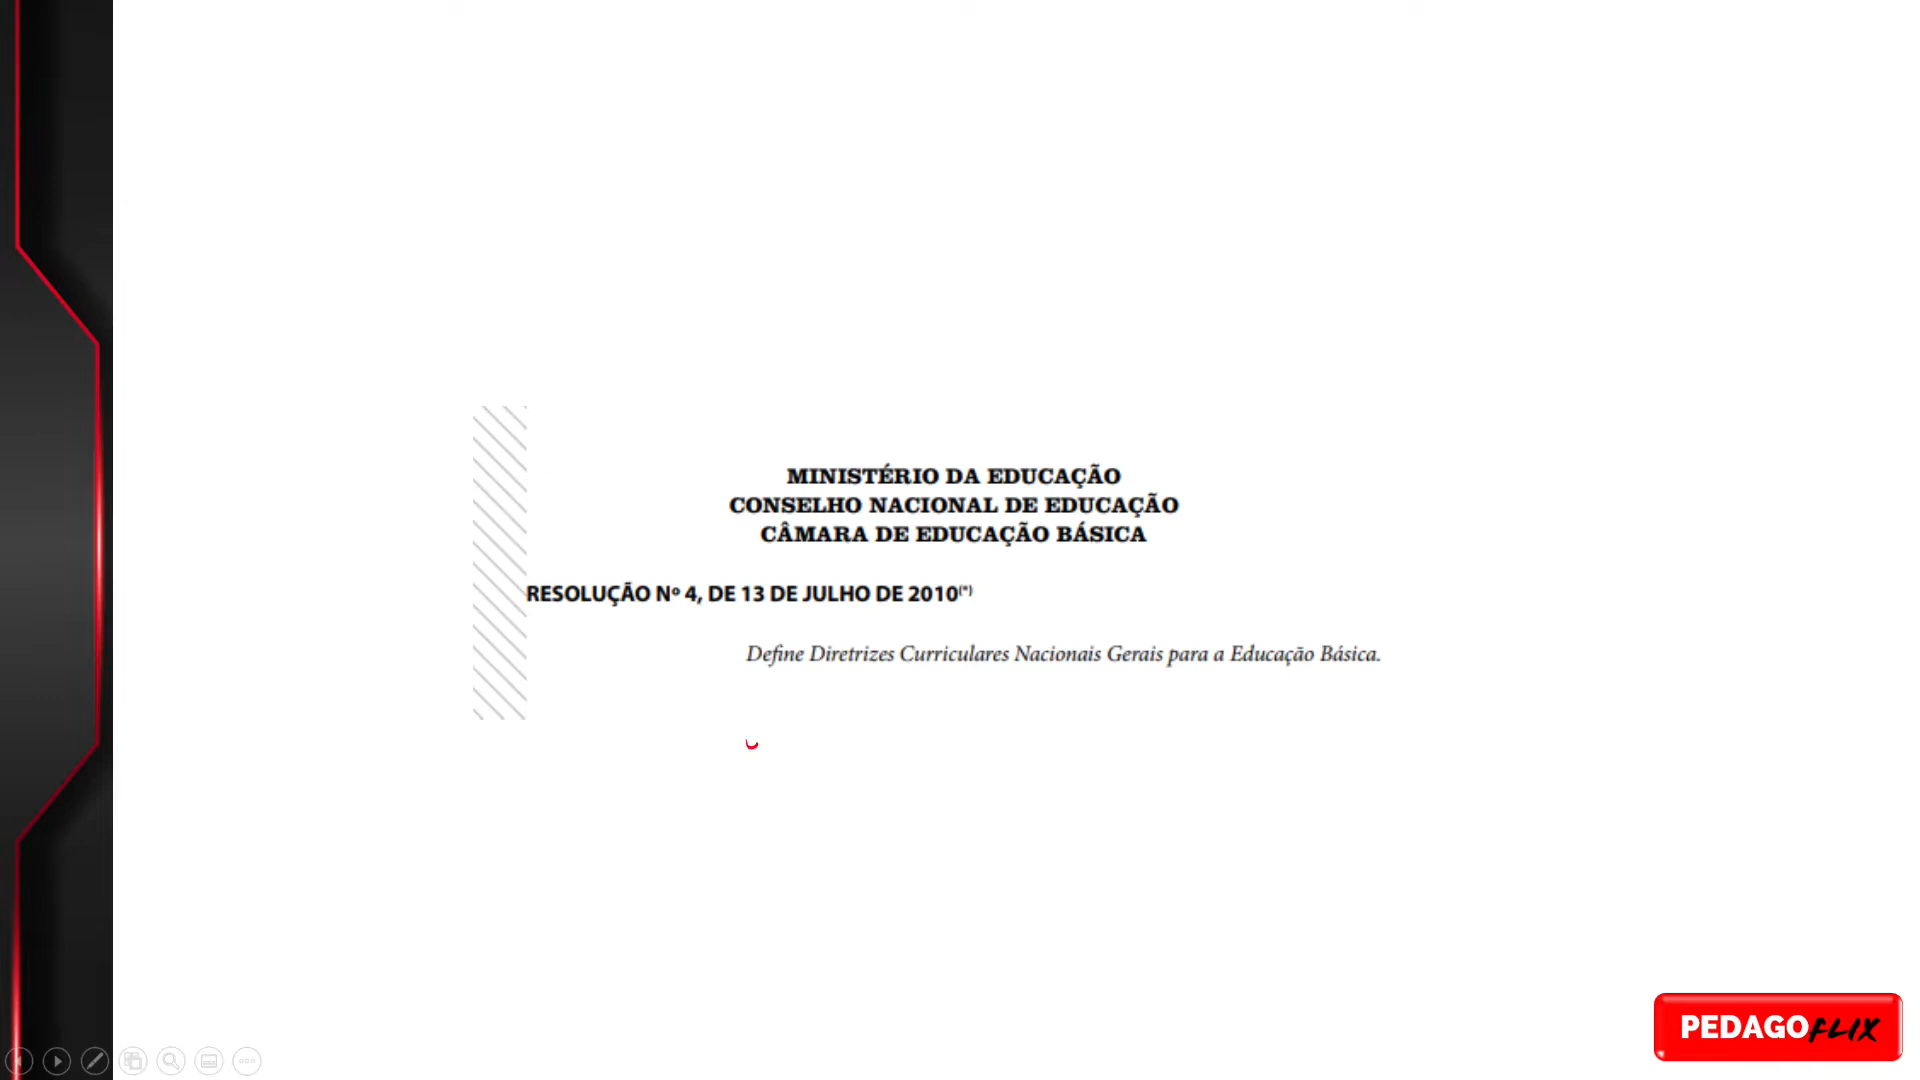 MINISTÉRIO DA EDUCAÇÃO
CONSELHO NACIONAL DE EDUCAÇÃO
CÂMARA DE EDUCAÇÃO BÁSICA
RESOLUÇÃO Nº 4, DE 13 DE JULHO DE 2010(*)
Define Diretrizes Curriculares Nacionais Gerais para a Educação Básica.
PEDAGOFLIX